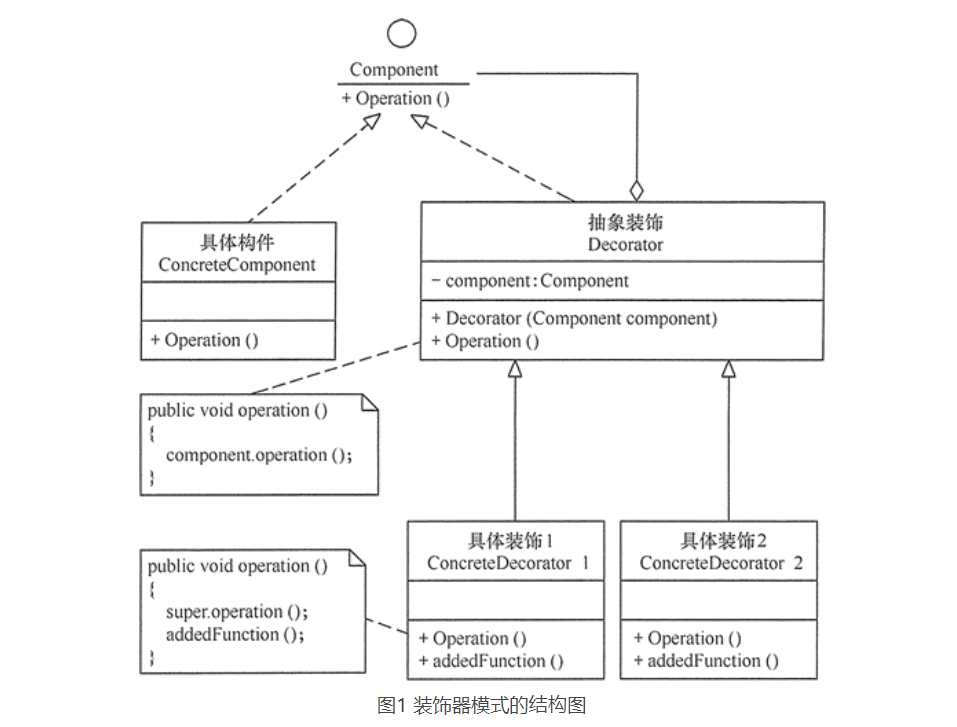 Component
+ Operation ()
具体构件
ConcreteComponent
+ Operation ()
抽象装饰
Decorator
- component:Component
+ Decorator (Component component)
+ Operation ()
public void operation ()
{
component.operation ();
}
具体装饰1
ConcreteDecorator 1
+ Operation ()
+ addedFunction ()
具体装饰2
ConcreteDecorator 2
+ Operation ()
+ addedFunction ()
public void operation ()
{
super.operation ();
addedFunction ();
}
图1 装饰器模式的结构图